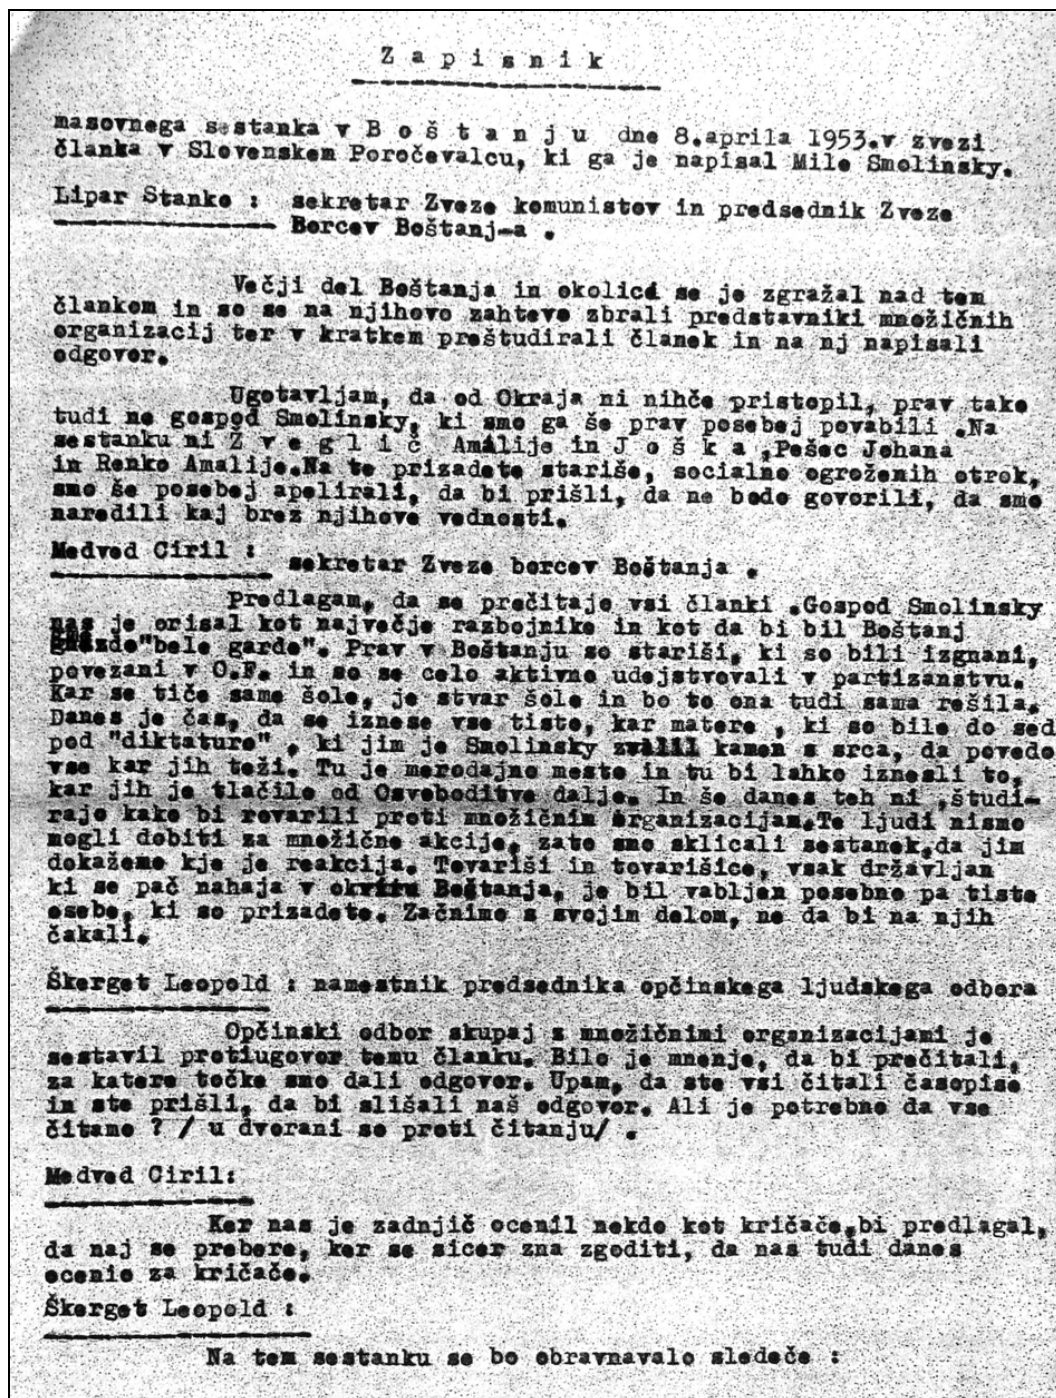 Z a p i s n i k
masovnega sestanka v B o š t a n j u dne 8.aprila 1953.v zvezi
članka v Slovenskem Poročevalcu, ki ga je napisal Mile Smolinsky.
Lipar Stanko : sekretar Zveze komunistov in predsednik Zveze
Borcev Boštanj-a .
Večji del Boštanja in okolici se je zgražal nad tem
člankom in so se na njihovo zahtevo zbrali predstavniki množičnih
organizacij ter v kratkem preštudirali članek in na nj napisali
odgovor.
Ugotavljam, da od Okraja ni nihče pristopil, prav tako
tudi ne gospod Smolinsky, ki smo ga še prav posebej povabili .Na
sestanku ni Ž v e g l i č Amalije in J o š k a ,Pešec Johana
in Renko Amalije.Na te prizadete stariše, socialno ogroženih otrok,
smo še posebej apelirali, da bi prišli, da ne bodo govorili, da smo
naredili kaj brez njihove vednosti.
Medved Ciril : sekretar Zveze borcev Boštanja .
Predlagam, da se prečitaje vsi članki .Gospod Smolinsky
nas je orisal kot največje razbojnike in kot da bi bil Boštanj
gnezdo"bele garde". Prav v Boštanju so stariši, ki so bili izgnani,
povezani v O.F. in so se celo aktivno udejstvovali v partizanstvu.
Kar se tiče same šole, je stvar šole in bo to ona tudi sama rešila.
Danes je čas, da se iznese vse tisto, kar matere , ki so bile do sed
pod "diktaturo" , ki jim je Smolinsky zvalil kamen s srca, da povedo
vse kar jih teži. Tu je merodajno mesto in tu bi lahko iznesli to,
kar jih je tlačilo od Osvoboditve dalje. In še danes teh ni ,študi-
rajo kako bi rovarili proti množičnim organizacijam.Te ljudi nismo
mogli dobiti za množične akcije, zato smo sklicali sestanek,da jim
dokažemo kje je reakcija. Tovariši in tovarišice, vsak državljan
ki se pač nahaja v okviru Boštanja, je bil vabljen posebno pa tiste
osebe, ki so prizadete. Začnimo s svojim delom, ne da bi na njih
čakali.
Škerget Leopold : namestnik predsednika občinskega ljudskega odbora
Opčinski odbor skupaj s množičnimi organizacijami je
sestavil protiugovor temu članku. Bilo je mnenje, da bi prečitali,
za katere točke smo dali odgovor. Upam, da ste vsi čitali časopise
in ste prišli, da bi slišali naš odgovor. Ali je potrebno da vse
čitamo ? / u dvorani so proti čitanju/ .
Medved Ciril:
Ker nas je zadnjič ocenil nekdo kot kričače,bi predlagal,
da naj se prebere, ker se sicer zna zgoditi, da nas tudi danes
ocenie za kričače.
Škerget Leopold :
Na tem sestanku se bo obravnavalo sledeče :